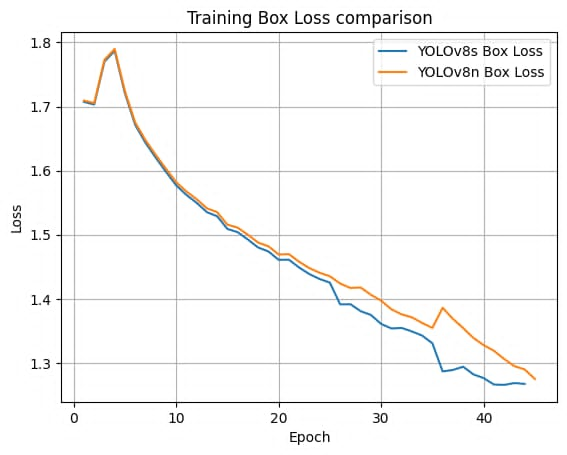 Training Box Loss comparison
YOLOv8s Box Loss
YOLOv8n Box Loss
1.8
1.7
1.6
1.5
1.4
1.3
Loss
0 10 20 30 40
Epoch